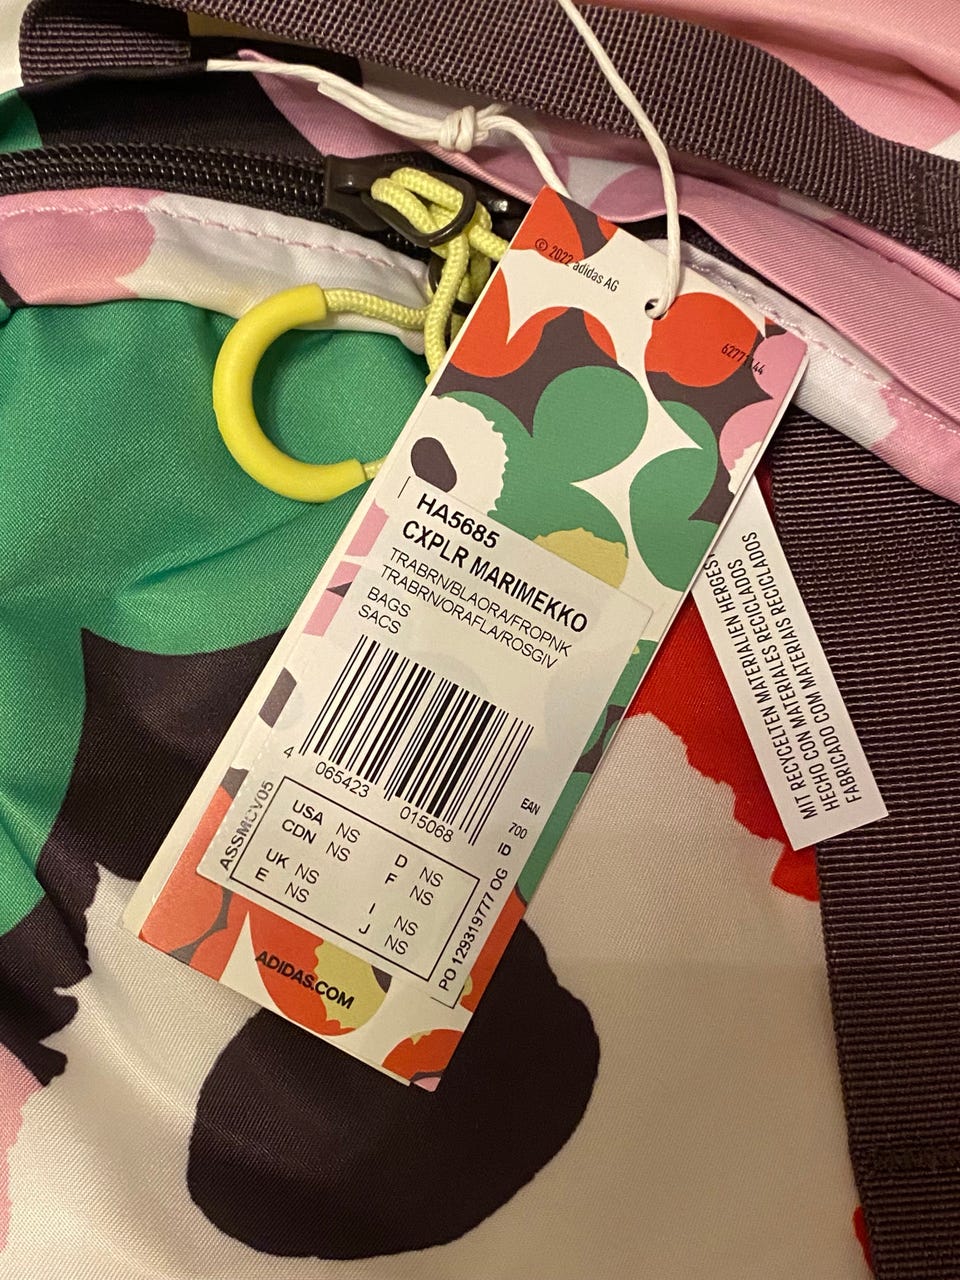 © 2022 adidas AG
HA5685
CXPLR MARIMEKKO
TRABRN/BLAORA/FROPNK
TRABRN/ORAFLA/ROSGIV
BAGS
SACS
4 065423 015068
EAN
700
ID
USA NS
CDN NS
UK NS
E NS
D NS
F NS
I NS
J NS
PO 129319777 OG
ADIDAS.COM
MIT RECYCELTEN MATERIALIEN
HECHO CON MATERIALES RECICLADOS
FABRICADO COM MATERIAIS RECICLADOS